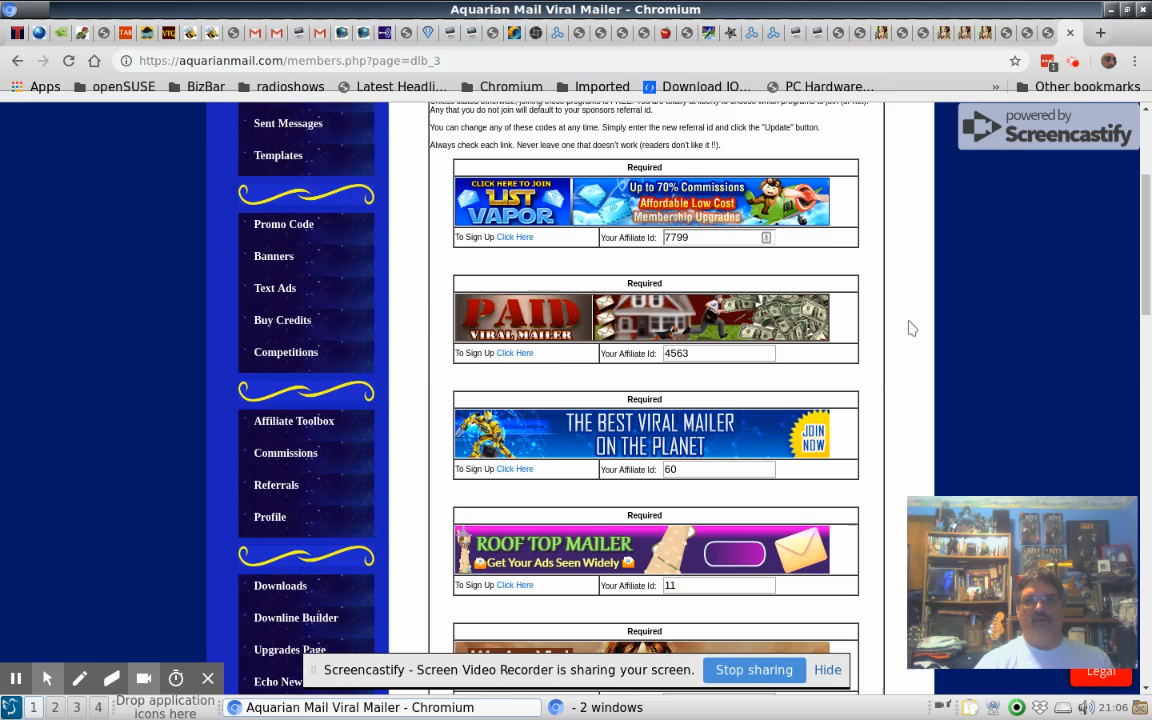 Aquarian Mail Viral Mailer - Chromium
https://aquarianmail.com/members.php?page=dlb_3
Apps
openSUSE
BizBar
radioshows
Latest Headli...
Chromium
Imported
Download IO...
PC Hardware...
»
Other bookmarks
Any that you do not join will default to your sponsors referral id.
You can change any of these codes at any time. Simply enter the new referral id and click the "Update" button.
Always check each link. Never leave one that doesn't work (readers don't like it !!).
powered by
Screencastify
Sent Messages
Templates
Promo Code
Banners
Text Ads
Buy Credits
Competitions
Affiliate Toolbox
Commissions
Referrals
Profile
Downloads
Downline Builder
Upgrades Page
Echo New
Required
CLICK HERE TO JOIN
LIST
VAPOR
Up to 70% Commissions
Affordable Low Cost
Membership Upgrades
To Sign Up Click Here
Your Affiliate Id: 7799
Required
PAID
VIRAL MAILER
To Sign Up Click Here
Your Affiliate Id: 4563
Required
THE BEST VIRAL MAILER
ON THE PLANET
JOIN
NOW
To Sign Up Click Here
Your Affiliate Id: 60
Required
ROOF TOP MAILER
Get Your Ads Seen Widely
To Sign Up Click Here
Your Affiliate Id: 11
Required
Screencastify - Screen Video Recorder is sharing your screen.
Stop sharing
Hide
Legal
1 2 3 4
Drop application
icons here
Aquarian Mail Viral Mailer - Chromium
- 2 windows
21:06